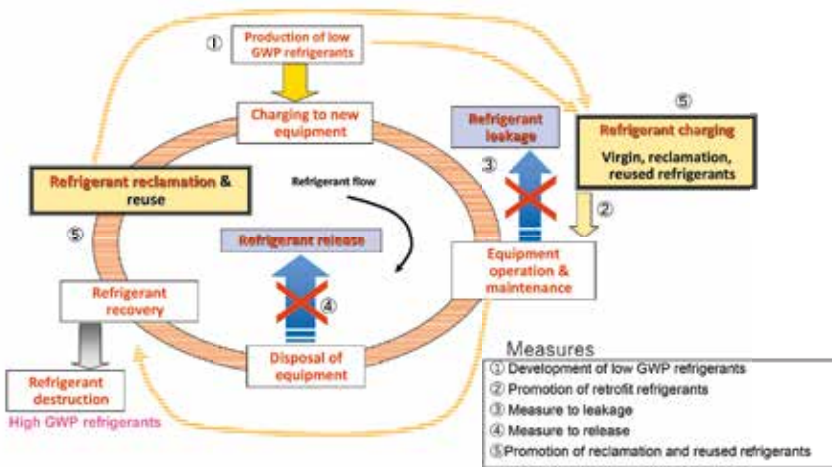 ①
Production of low
GWP refrigerants
Charging to new
equipment
Refrigerant
leakage
③
⑤
Refrigerant charging
Virgin, reclamation,
reused refrigerants
②
Refrigerant reclamation &
reuse
⑤
Refrigerant flow
Refrigerant release
④
Equipment
operation &
maintenance
Refrigerant
recovery
Disposal of
equipment
Refrigerant
destruction
High GWP refrigerants
Measures
① Development of low GWP refrigerants
② Promotion of retrofit refrigerants
③ Measure to leakage
④ Measure to release
⑤Promotion of reclamation and reused refrigerants